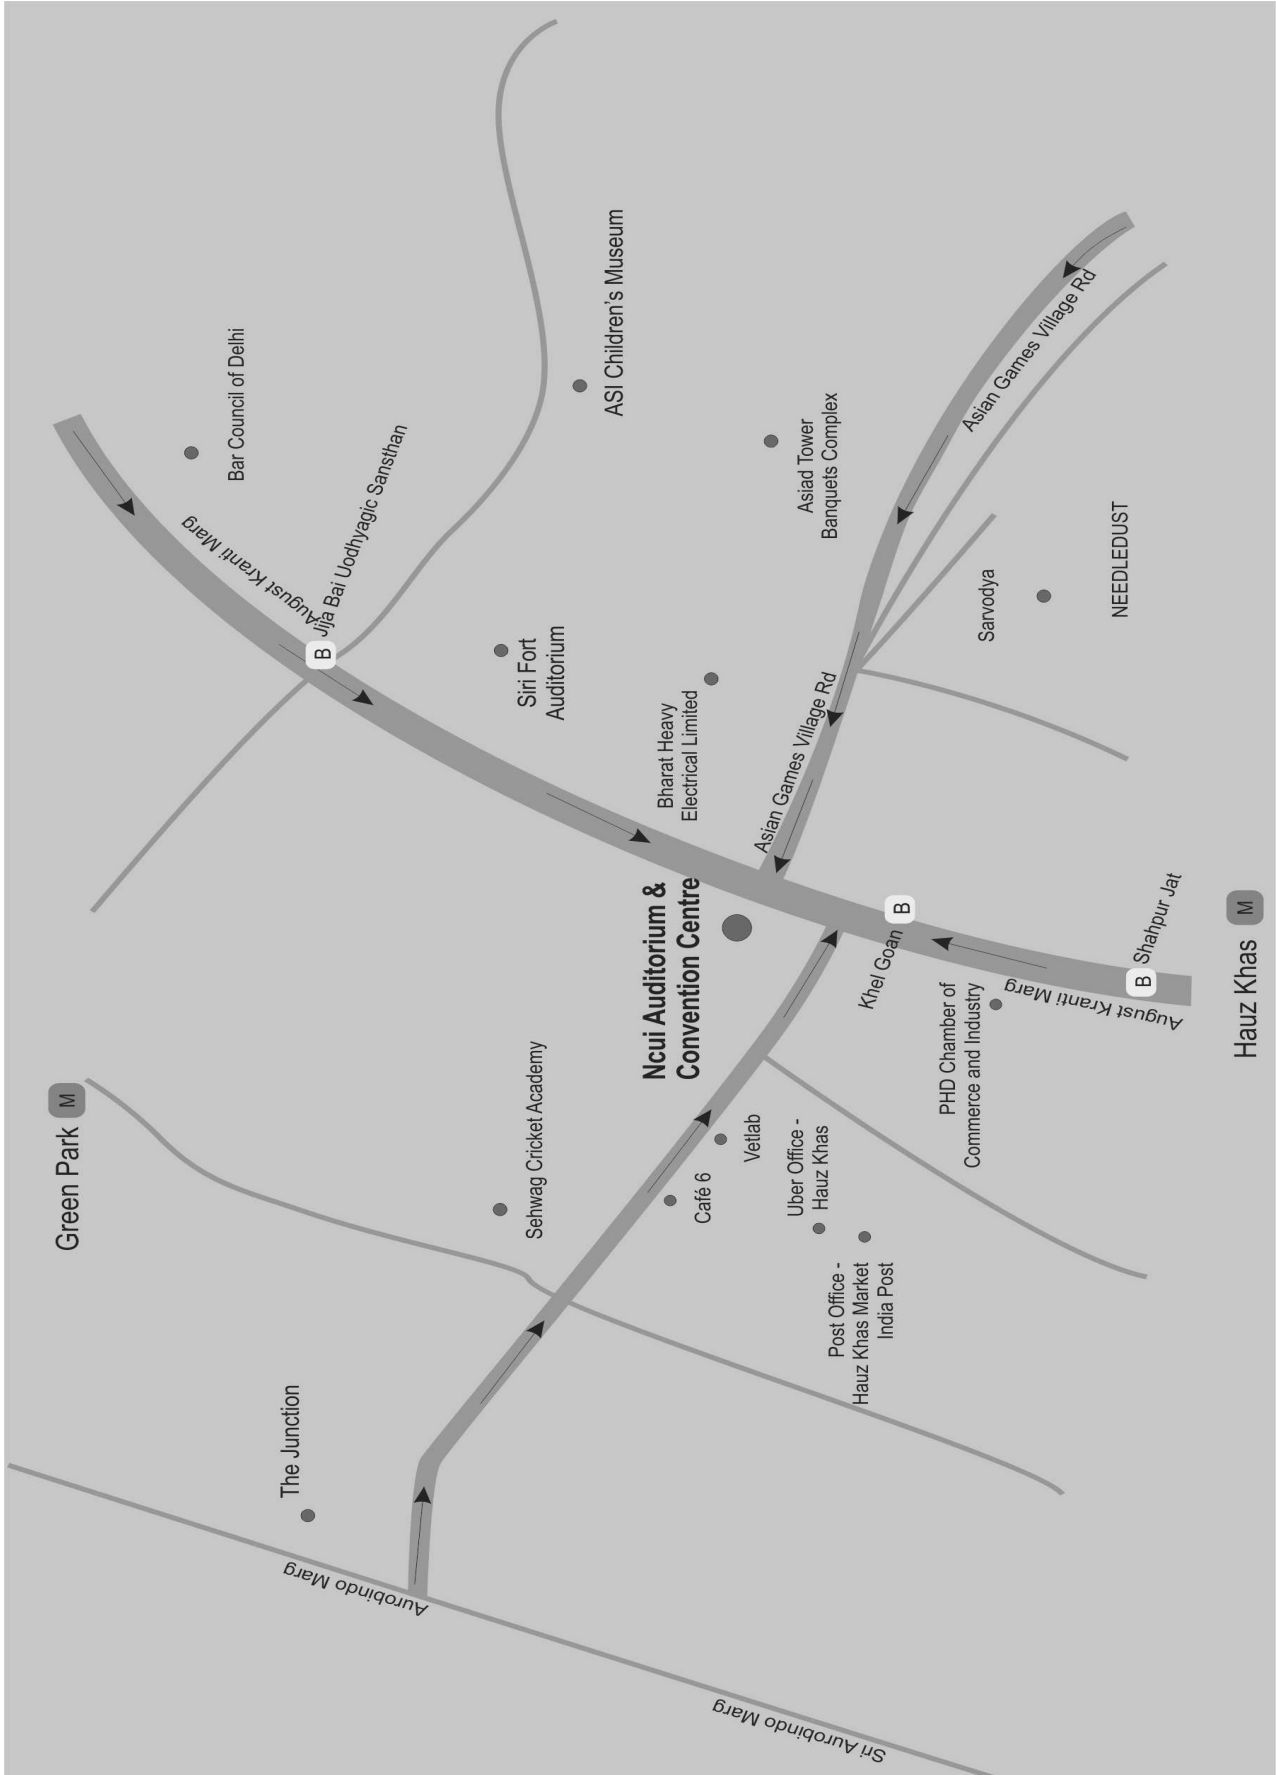 Green Park M
Bar Council of Delhi
August Kranti Marg
The Junction
B
Jija Bai Uodhyagic Sansthan
Aurobindo Marg
Siri Fort
Auditorium
Sehwag Cricket Academy
ASI Children's Museum
Ncui Auditorium &
Convention Centre
Bharat Heavy
Electrical Limited
Café 6
Vetlab
Asian Games Village Rd
Asiad Tower
Banquets Complex
Uber Office -
Hauz Khas
Sri Aurobindo Marg
Post Office -
Hauz Khas Market
India Post
Khel Goan
B
PHD Chamber of
Commerce and Industry
Sarvodya
Asian Games Village Rd
August Kranti Marg
NEEDLEDUST
B
Shahpur Jat
Hauz Khas M